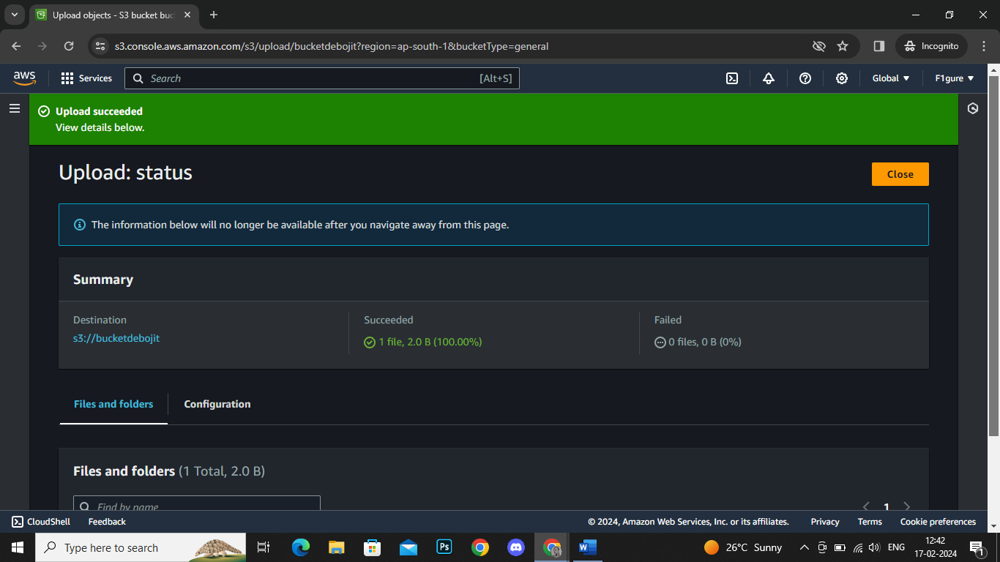 Upload objects - S3 bucket buc
s3.console.aws.amazon.com/s3/upload/bucketdebojit?region=ap-south-1&bucketType=general
Incognito
aws
Services
Search
[Alt+S]
Global
F1gure
Upload succeeded
View details below.
Upload: status
Close
The information below will no longer be available after you navigate away from this page.
Summary
Destination
s3://bucketdebojit
Succeeded
1 file, 2.0 B (100.00%)
Failed
0 files, 0 B (0%)
Files and folders
Configuration
Files and folders (1 Total, 2.0 B)
Find by name
1
CloudShell
Feedback
© 2024, Amazon Web Services, Inc. or its affiliates.
Privacy
Terms
Cookie preferences
Type here to search
Ps
W
26°C Sunny
ENG
12:42
17-02-2024
1